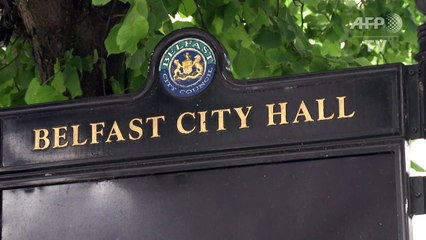 AFP
BELFAST
CITY COUNCIL
BELFAST CITY HALL